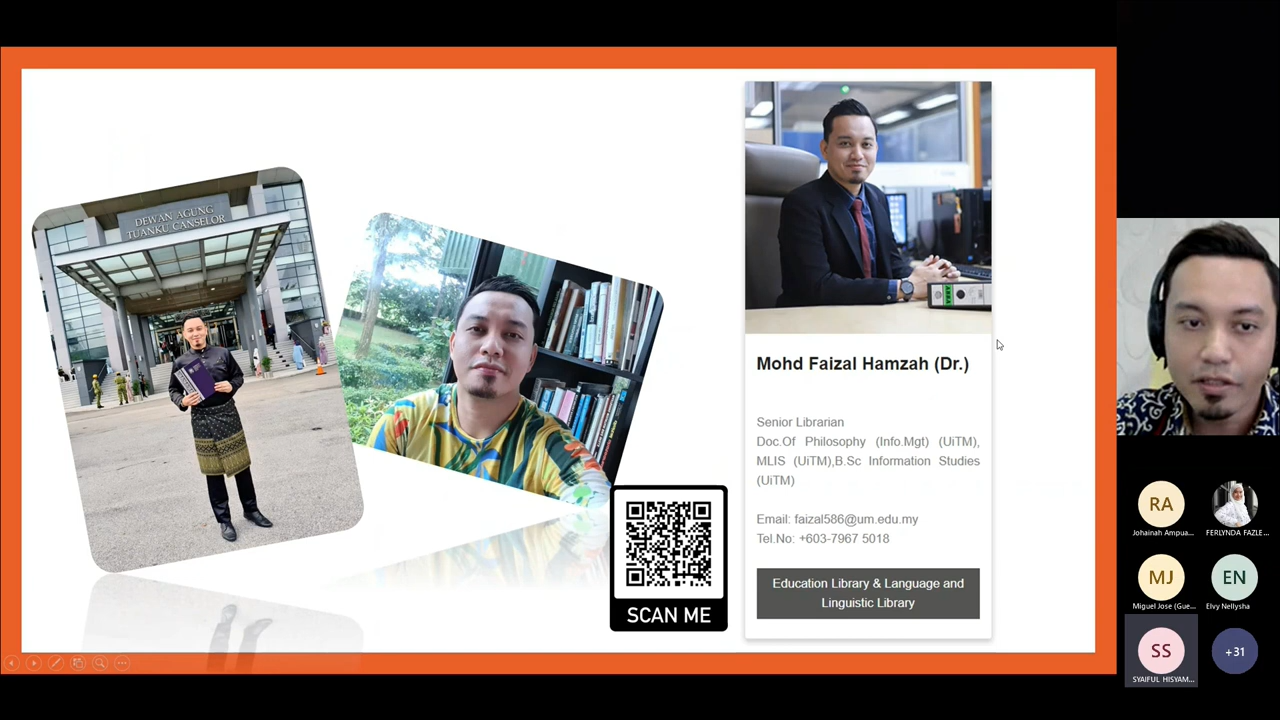 DEWAN AGUNG
TUANKU CANSELOR
SCAN ME
Mohd Faizal Hamzah (Dr.)
Senior Librarian
Doc.Of Philosophy (Info.Mgt) (UiTM),
MLIS (UiTM),B.Sc Information Studies
(UiTM)
Email: faizal586@um.edu.my
Tel.No: +603-7967 5018
Education Library & Language and
Linguistic Library
RA
Johainah Ampua...
FERLYNDA FAZLE...
MJ
Miguel Jose (Gue...
EN
Elvy Nellysha
SS
SYAIFUL HISYAM...
+31